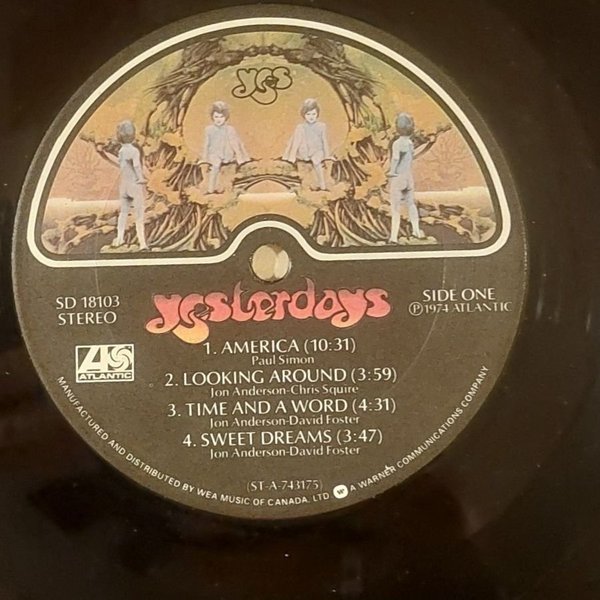 yes
SD 18103
STEREO
yesterdays
SIDE ONE
Ⓟ1974 ATLANTIC
1. AMERICA (10:31)
Paul Simon
2. LOOKING AROUND (3:59)
Jon Anderson-Chris Squire
3. TIME AND A WORD (4:31)
Jon Anderson-David Foster
4. SWEET DREAMS (3:47)
Jon Anderson-David Foster
ATLANTIC
(ST-A-743175)
MANUFACTURED AND DISTRIBUTED BY WEA MUSIC OF CANADA, LTD. A WARNER COMMUNICATIONS COMPANY